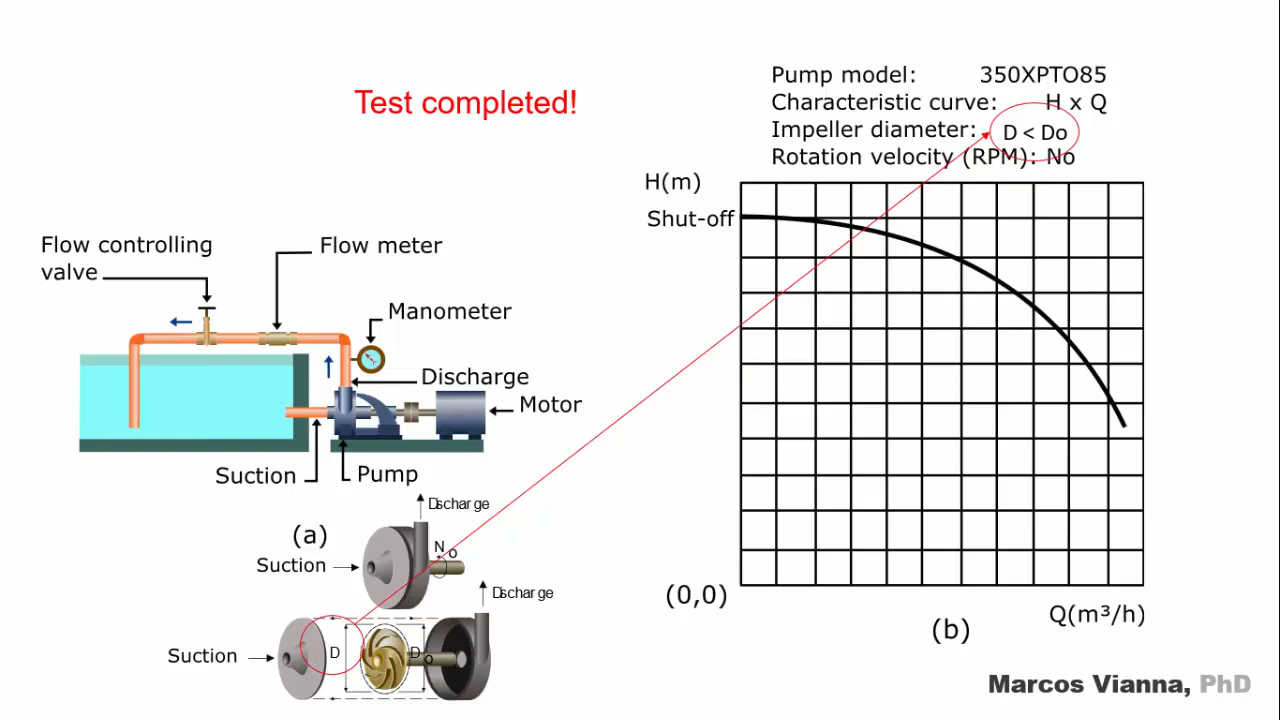 Test completed!
Pump model: 350XPTO85
Characteristic curve: H x Q
Impeller diameter: D < Do
Rotation velocity (RPM): No
H(m)
Shut-off
(0,0)
Q(m³/h)
(b)
Flow controlling
valve
Flow meter
Manometer
Discharge
Motor
Suction
Pump
(a)
Discharge
Suction
No
Discharge
Suction
D
Do
Marcos Vianna, PhD